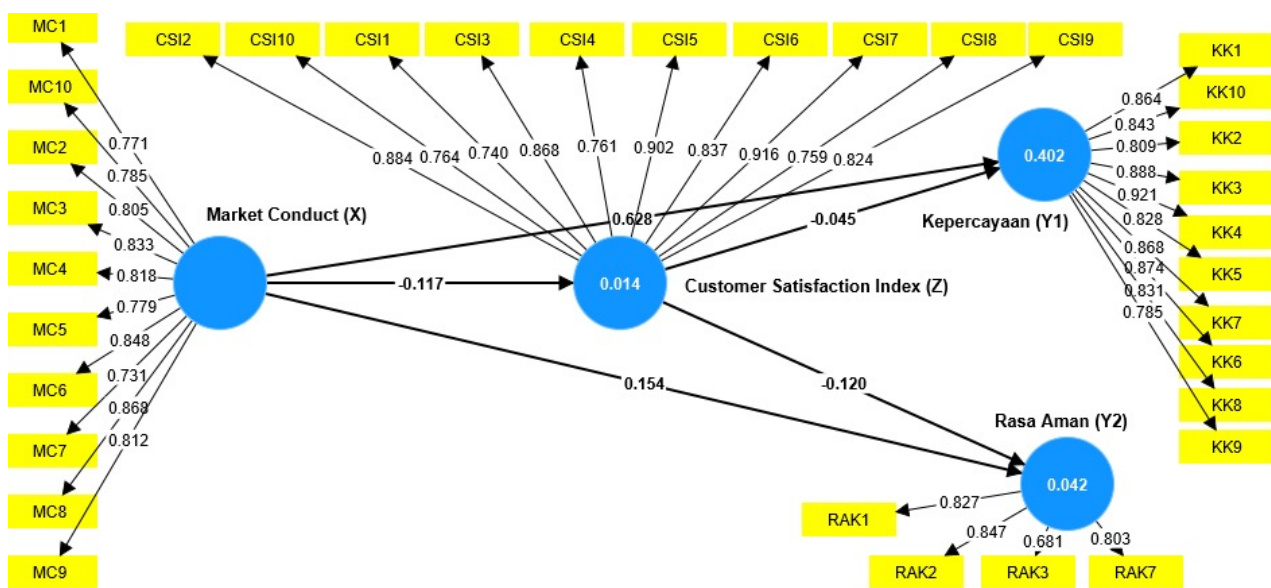 MC1
MC10
MC2
MC3
MC4
MC5
MC6
MC7
MC8
MC9
0.771
0.785
0.805
0.833
0.818
0.779
0.848
0.731
0.868
0.812
Market Conduct (X)
CSI2
CSI10
CSI1
CSI3
CSI4
CSI5
CSI6
CSI7
CSI8
CSI9
0.884
0.764
0.740
0.868
0.761
0.902
0.837
0.916
0.759
0.824
0.628
-0.045
-0.117
0.014
Customer Satisfaction Index (Z)
0.154
-0.120
0.402
Kepercayaan (Y1)
0.864
0.843
0.809
0.888
0.921
0.828
0.868
0.874
0.831
0.785
KK1
KK10
KK2
KK3
KK4
KK5
KK7
KK6
KK8
KK9
Rasa Aman (Y2)
0.042
0.827
0.847
0.681
0.803
RAK1
RAK2
RAK3
RAK7